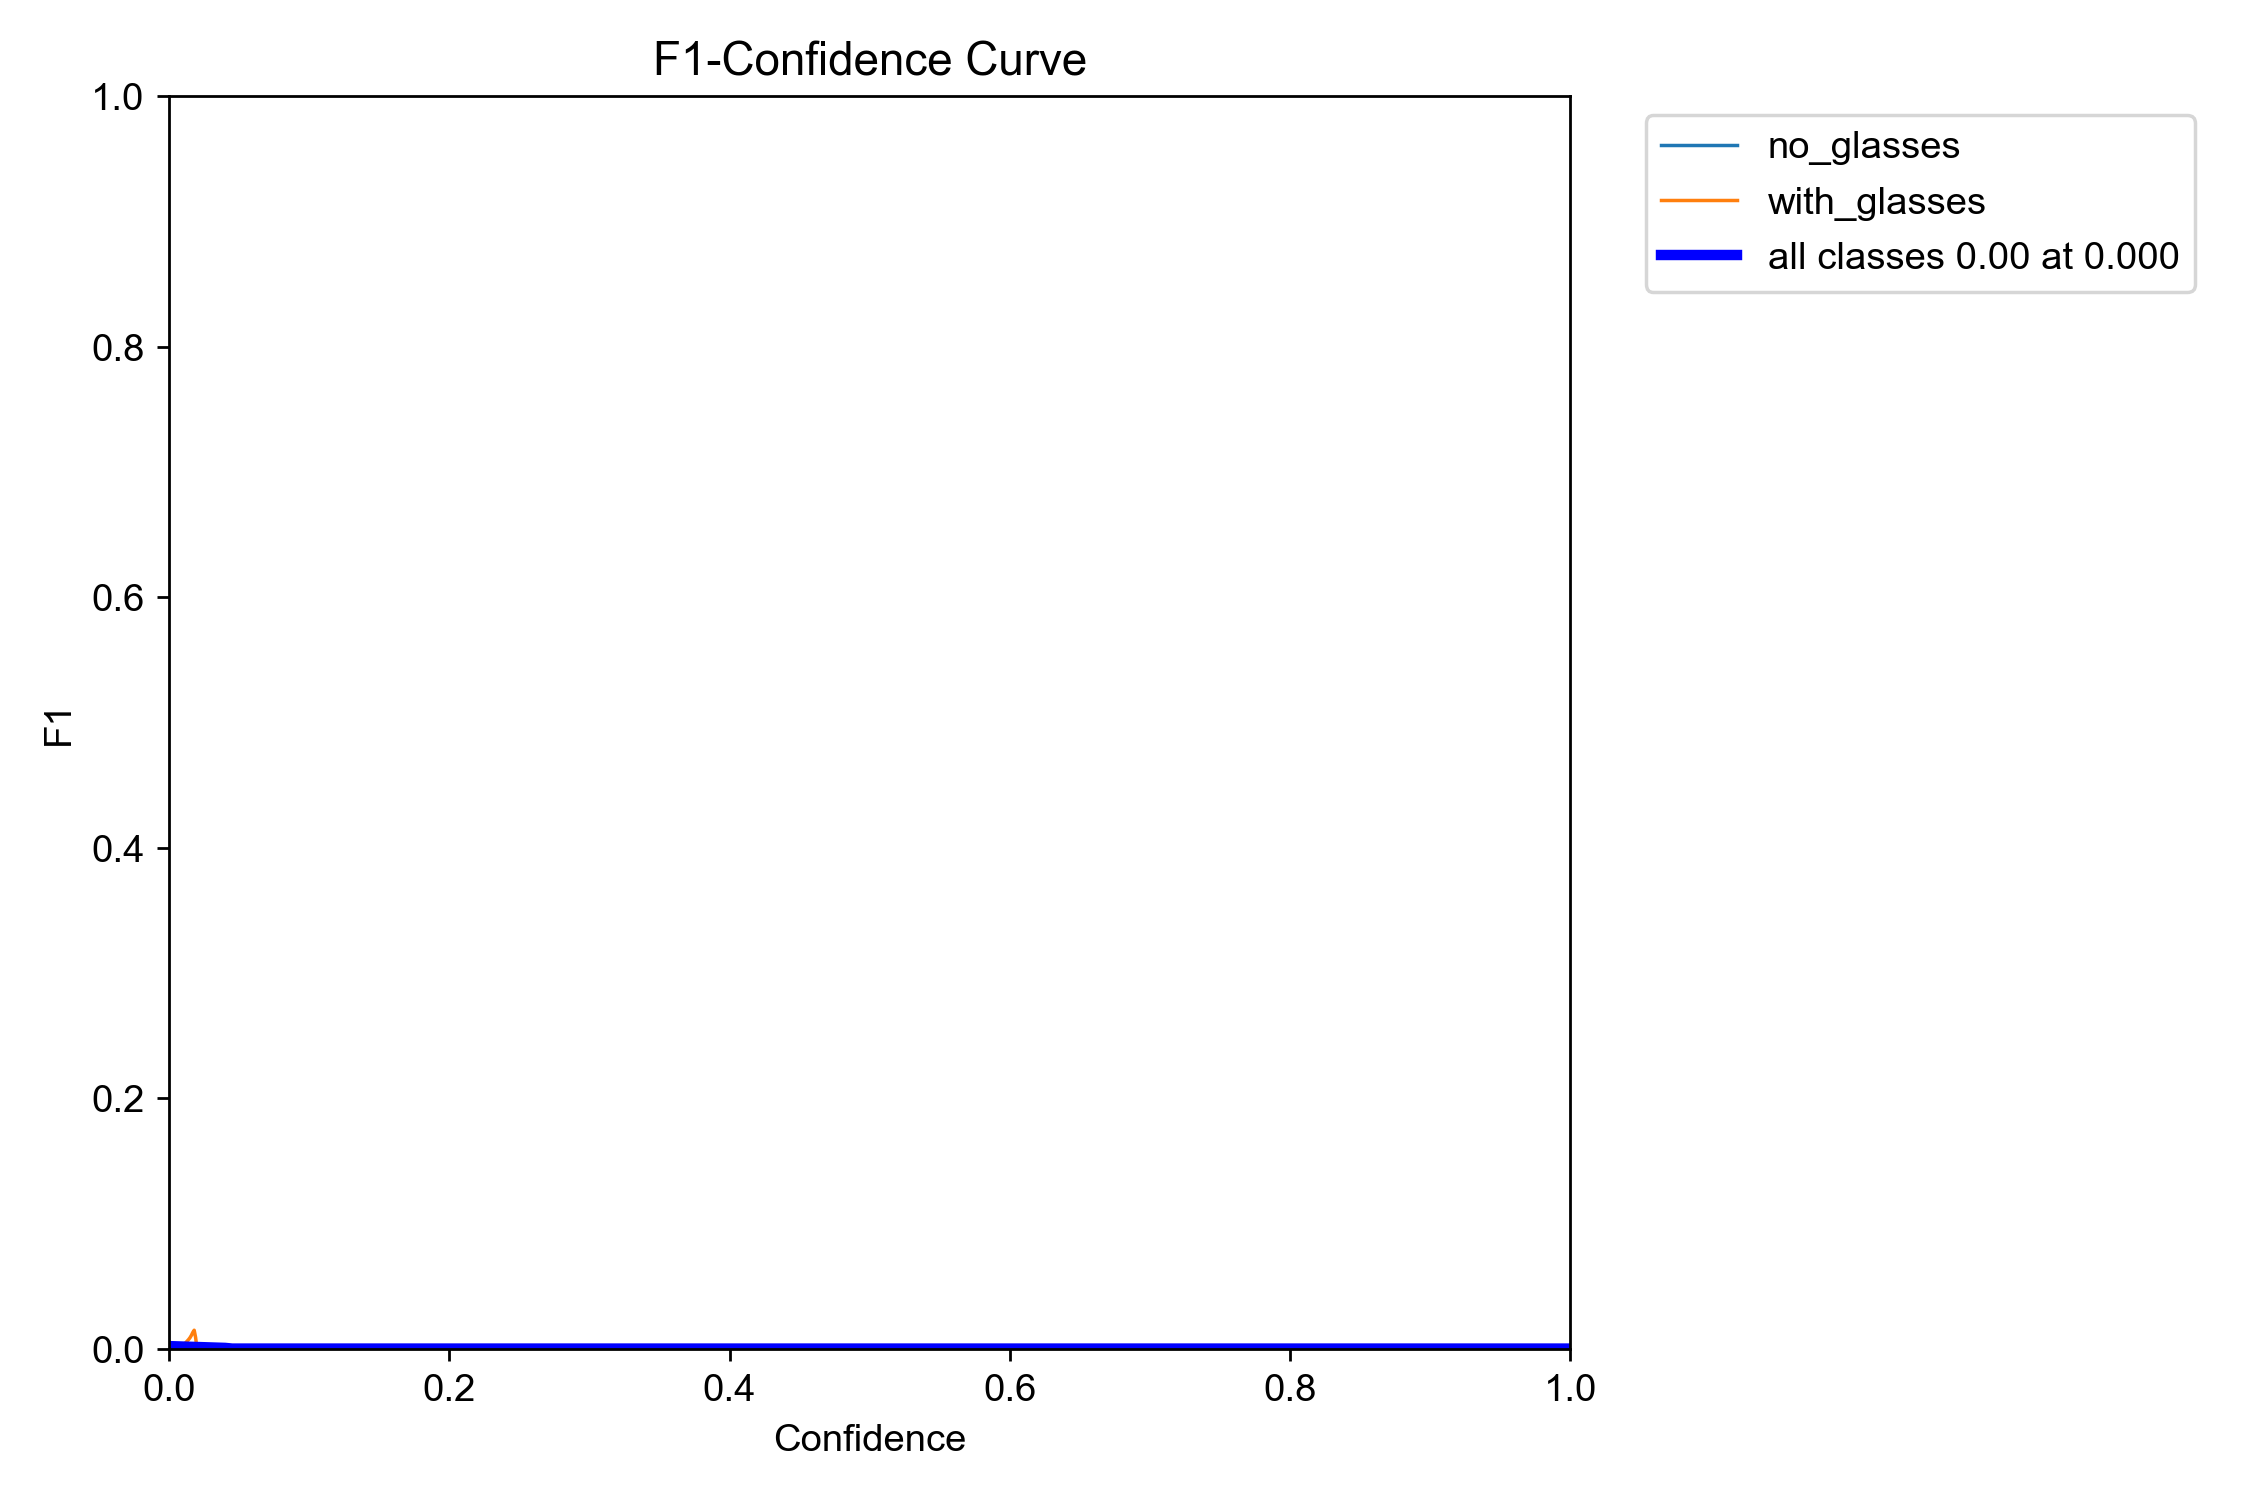 F1-Confidence Curve
1.0
0.8
0.6
0.4
0.2
0.0
F1
0.0 0.2 0.4 0.6 0.8 1.0
Confidence
no_glasses
with_glasses
all classes 0.00 at 0.000